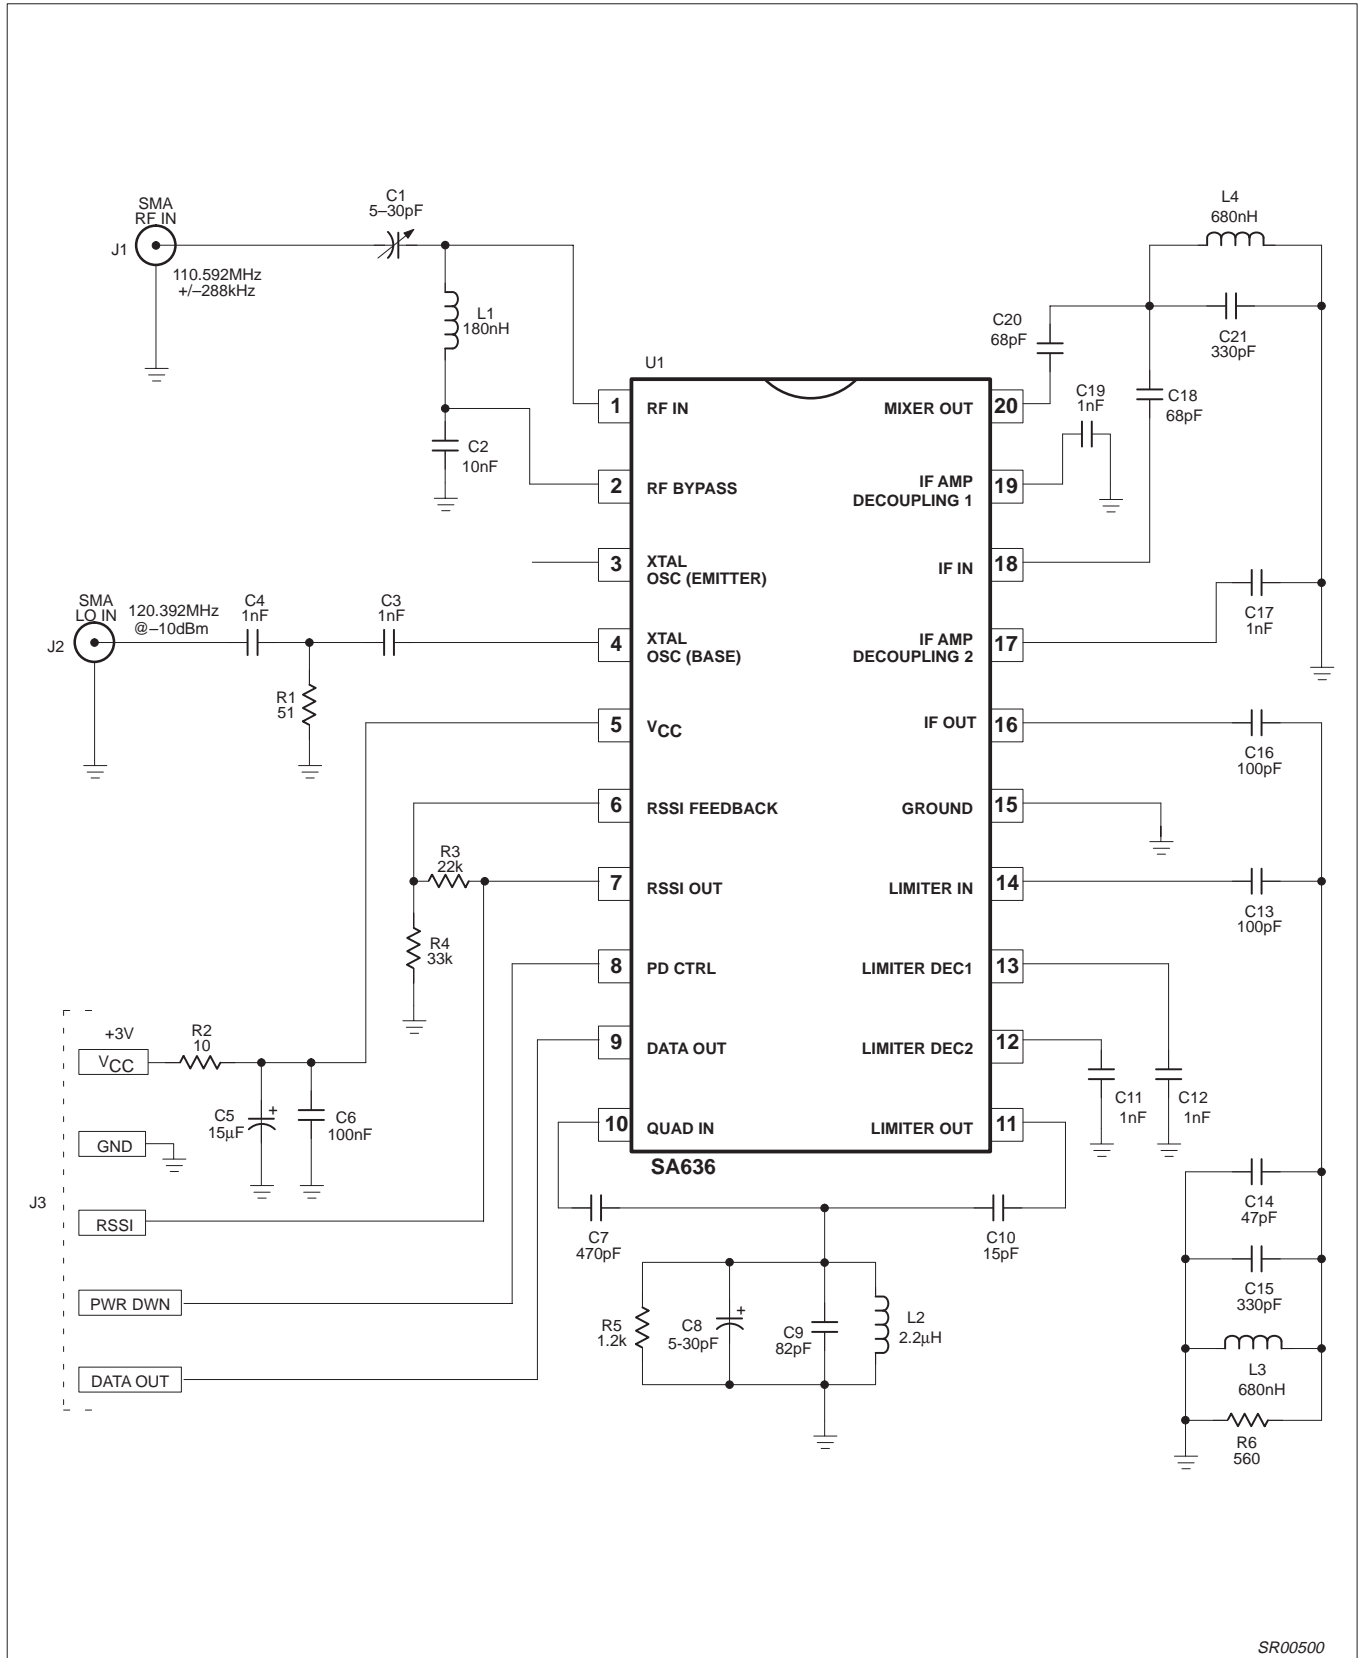 SMA
RF IN
J1
110.592MHz
+/–288kHz
C1
5–30pF
L1
180nH
C2
10nF
L4
680nH
C20
68pF
C21
330pF
C19
1nF
C18
68pF
U1
1 RF IN
MIXER OUT 20
2 RF BYPASS
IF AMP
DECOUPLING 1 19
3 XTAL
OSC (EMITTER)
IF IN 18
SMA
LO IN
J2
120.392MHz
@–10dBm
C4
1nF
C3
1nF
R1
51
4 XTAL
OSC (BASE)
IF AMP
DECOUPLING 2 17
C17
1nF
5 VCC
IF OUT 16
C16
100pF
6 RSSI FEEDBACK
GROUND 15
R3
22k
R4
33k
7 RSSI OUT
LIMITER IN 14
C13
100pF
8 PD CTRL
LIMITER DEC1 13
9 DATA OUT
LIMITER DEC2 12
C11
1nF
C12
1nF
10 QUAD IN
LIMITER OUT 11
SA636
J3
+3V
VCC
R2
10
C5
15µF
+
C6
100nF
GND
RSSI
PWR DWN
DATA OUT
C7
470pF
C10
15pF
R5
1.2k
C8
5-30pF
+
C9
82pF
L2
2.2µH
C14
47pF
C15
330pF
L3
680nH
R6
560
SR00500